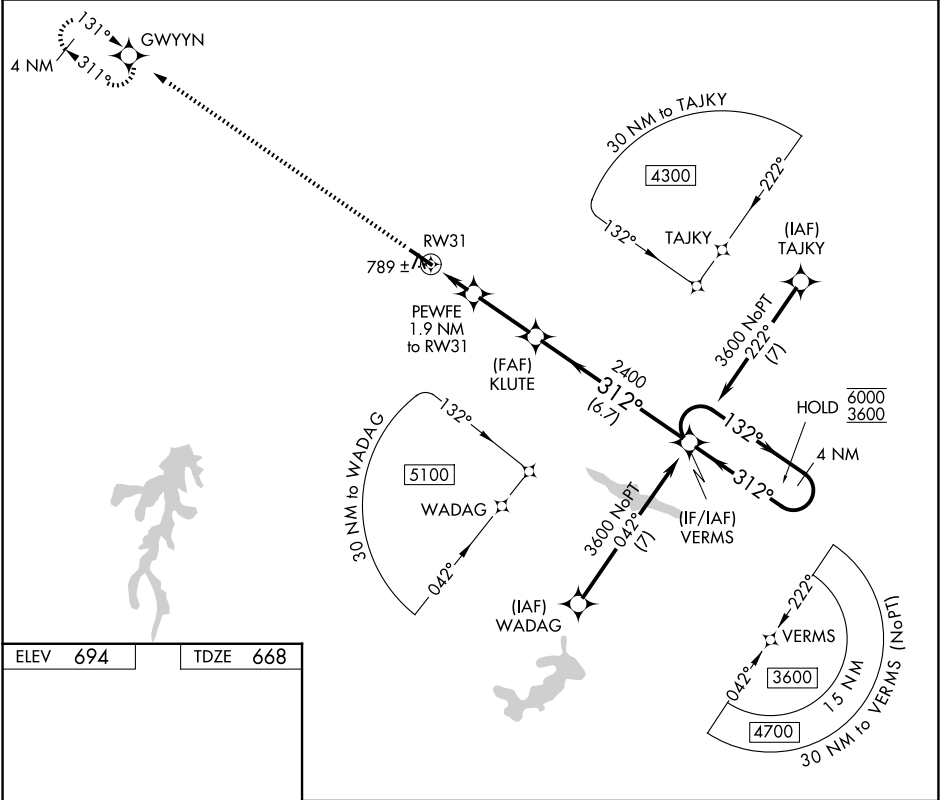 131°
GWYYN
4 NM
311°
30 NM to TAJKY
4300
222°
132°
TAJKY
(IAF)
TAJKY
RW31
789 ±
PEWFE
1.9 NM
to RW31
3600 NoPT
222°
(7)
(FAF)
KLUTE
2400
312°
(6.7)
HOLD
6000
3600
132°
4 NM
312°
30 NM to WADAG
132°
5100
WADAG
042°
3600 NoPT
042°
(7)
(IF/IAF)
VERMS
(IAF)
WADAG
222°
VERMS
042°
3600
15 NM
4700
30 NM to VERMS (NoPT)
ELEV 694
TDZE 668